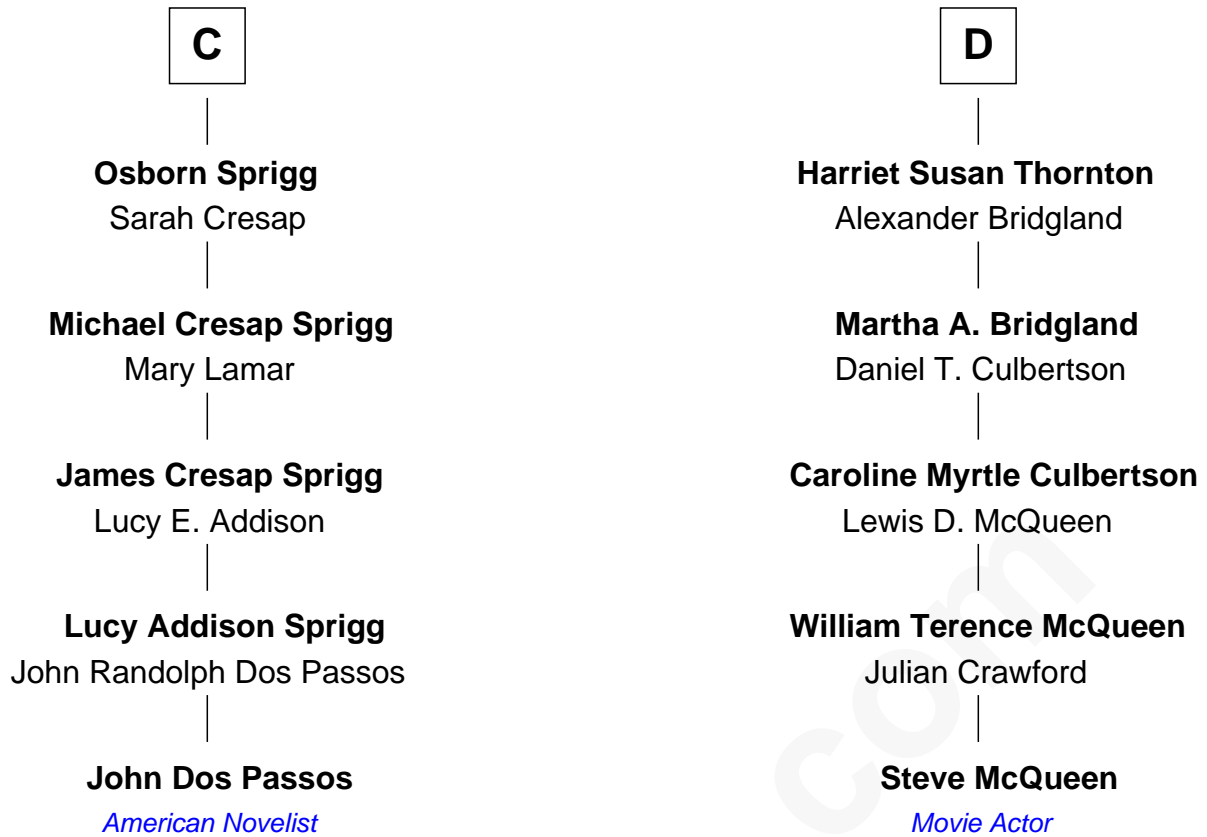 C
Osborn Sprigg
Sarah Cresap
Michael Cresap Sprigg
Mary Lamar
James Cresap Sprigg
Lucy E. Addison
Lucy Addison Sprigg
John Randolph Dos Passos
John Dos Passos
American Novelist
D
Harriet Susan Thornton
Alexander Bridgland
Martha A. Bridgland
Daniel T. Culbertson
Caroline Myrtle Culbertson
Lewis D. McQueen
William Terence McQueen
Julian Crawford
Steve McQueen
Movie Actor
com